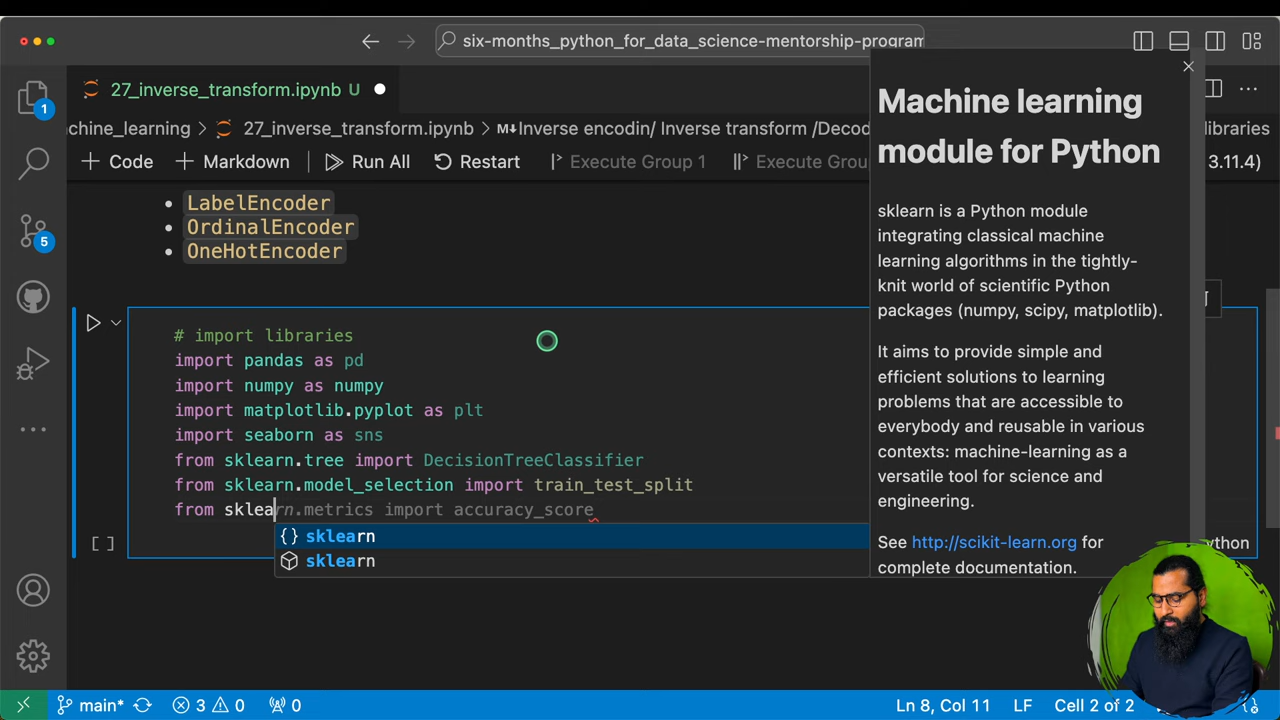 six-months_python_for_data_science-mentorship-program
27_inverse_transform.ipynb U
chine_learning > 27_inverse_transform.ipynb > M Inverse encodin/ Inverse transform /Decod
libraries
+ Code + Markdown Run All Restart Execute Group 1 Execute Grou
3.11.4)
LabelEncoder
OrdinalEncoder
OneHotEncoder
# import libraries
import pandas as pd
import numpy as numpy
import matplotlib.pyplot as plt
import seaborn as sns
from sklearn.tree import DecisionTreeClassifier
from sklearn.model_selection import train_test_split
from sklearn.metrics import accuracy_score
{} sklearn
sklearn
[ ]
ython
Machine learning
module for Python
sklearn is a Python module
integrating classical machine
learning algorithms in the tightly-
knit world of scientific Python
packages (numpy, scipy, matplotlib).
It aims to provide simple and
efficient solutions to learning
problems that are accessible to
everybody and reusable in various
contexts: machine-learning as a
versatile tool for science and
engineering.
See http://scikit-learn.org for
complete documentation.
1
5
main* 3 0 0
Ln 8, Col 11 LF Cell 2 of 2